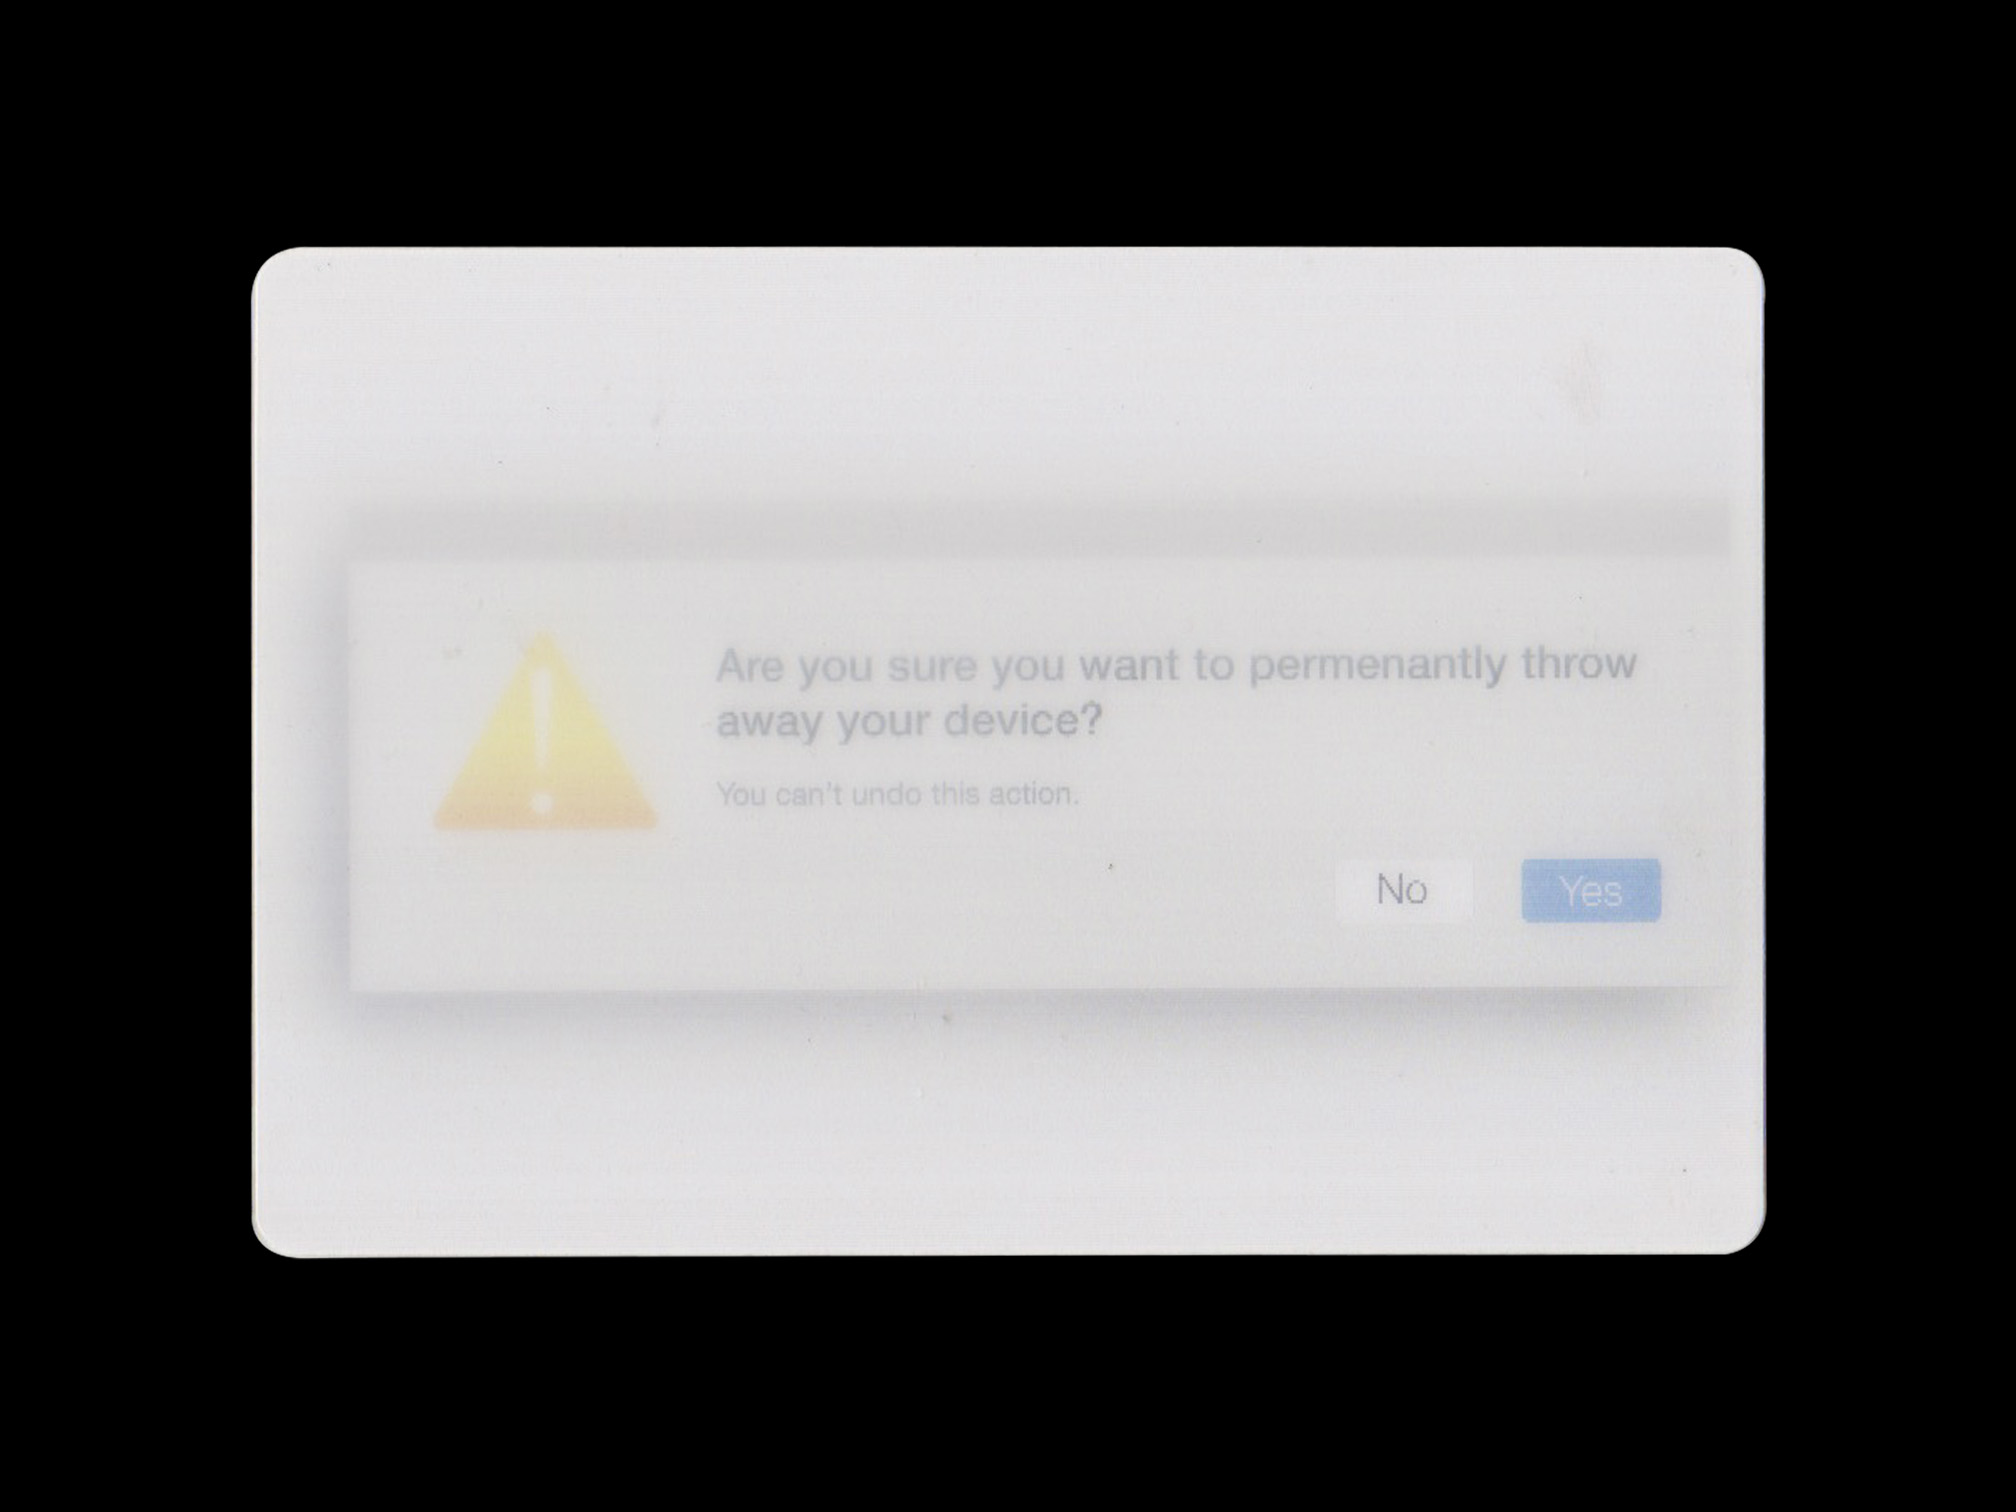 Are you sure you want to permenantly throw
away your device?
You can't undo this action.
No Yes